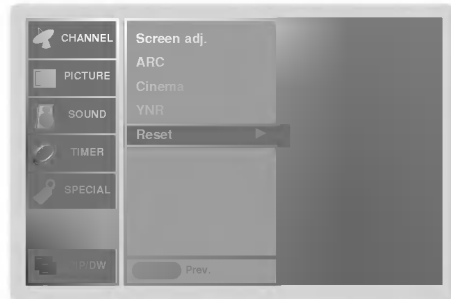 CHANNEL
PICTURE
SOUND
TIMER
SPECIAL
Screen adj.
ARC
Cinema
YNR
Reset
Prev.